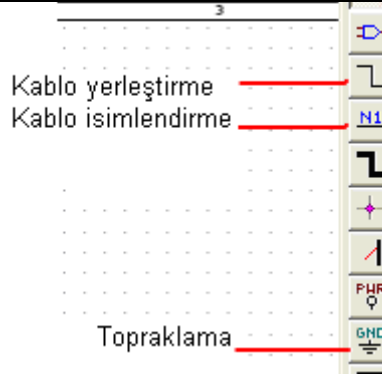 3
Kablo yerleştirme
Kablo isimlendirme
N1
PWR
Topraklama
GND